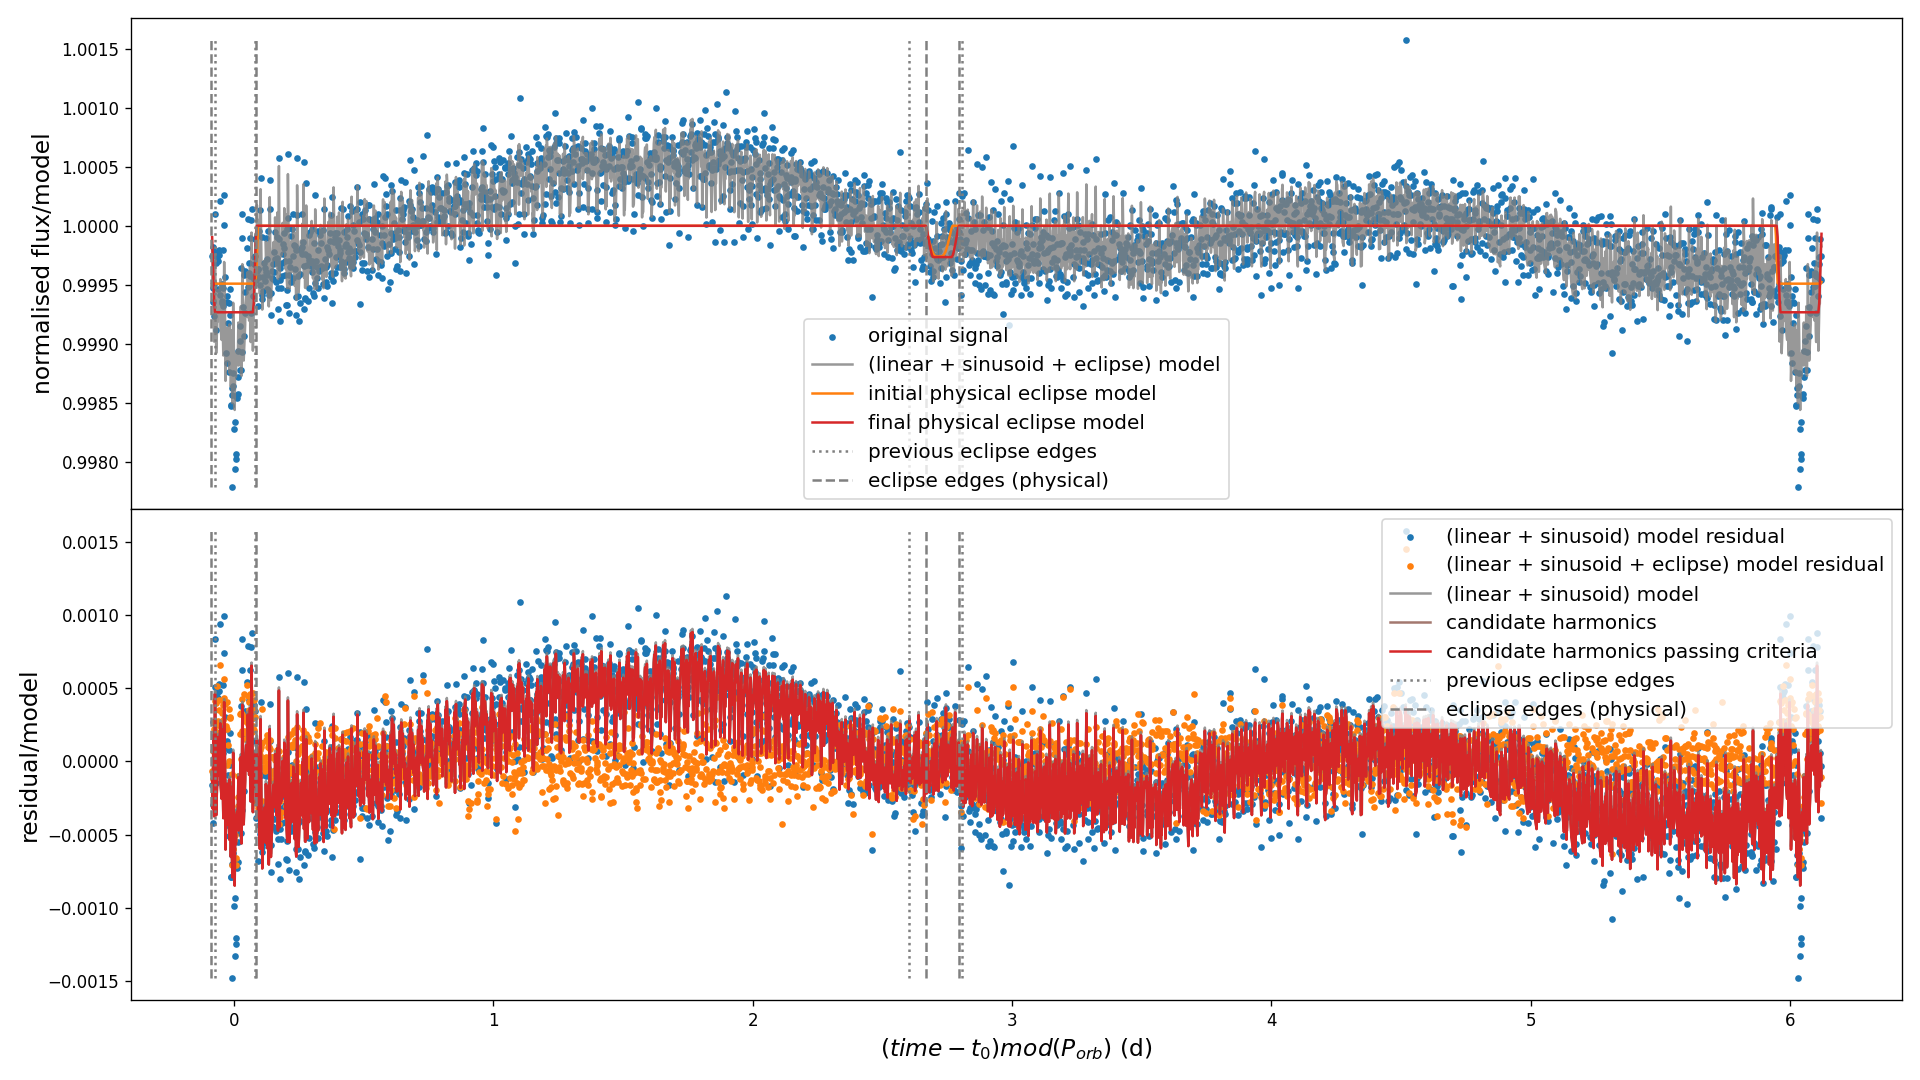 1.0015
1.0010
1.0005
1.0000
0.9995
0.9990
0.9985
0.9980
normalised flux/model
original signal
(linear + sinusoid + eclipse) model
initial physical eclipse model
final physical eclipse model
previous eclipse edges
eclipse edges (physical)
0.0015
0.0010
0.0005
0.0000
−0.0005
−0.0010
−0.0015
residual/model
(linear + sinusoid) model residual
(linear + sinusoid + eclipse) model residual
(linear + sinusoid) model
candidate harmonics
candidate harmonics passing criteria
previous eclipse edges
eclipse edges (physical)
0 1 2 3 4 5 6
(time − t₀)mod(P_orb) (d)